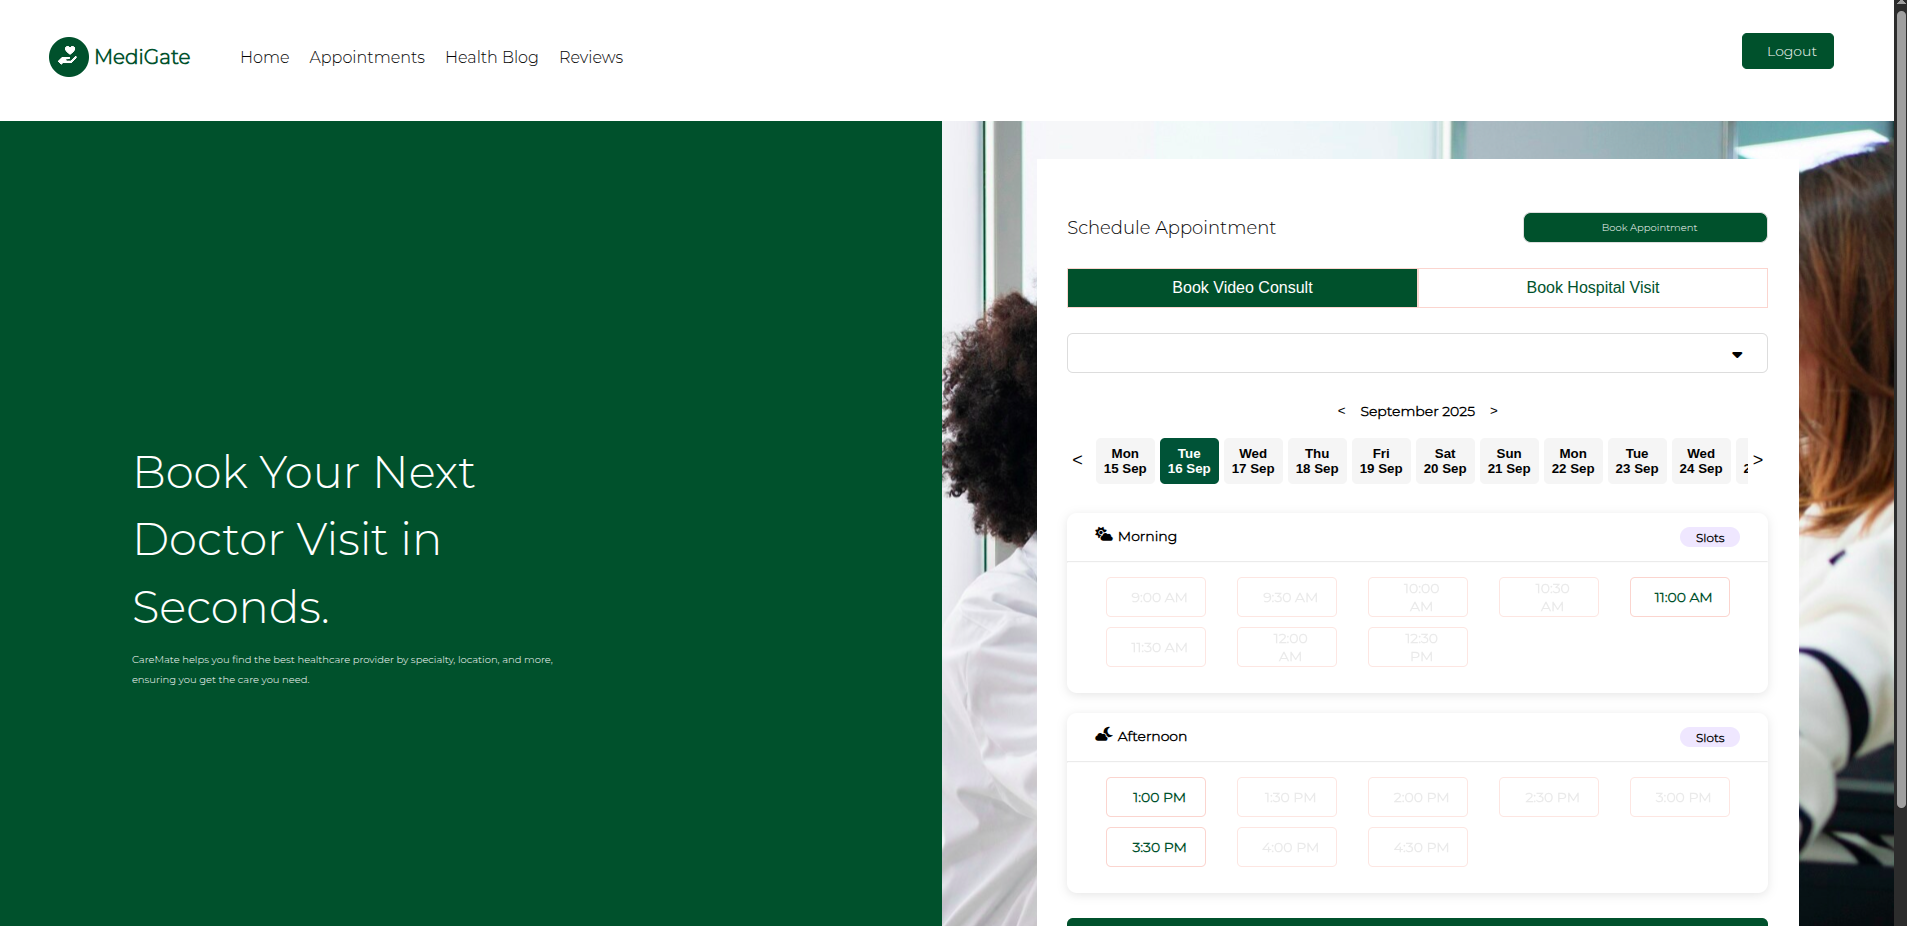 MediGate
Home
Appointments
Health Blog
Reviews
Logout
Book Your Next
Doctor Visit in
Seconds.
CareMate helps you find the best healthcare provider by specialty, location, and more,
ensuring you get the care you need.
Schedule Appointment
Book Appointment
Book Video Consult
Book Hospital Visit
< September 2025 >
<
Mon
15 Sep
Tue
16 Sep
Wed
17 Sep
Thu
18 Sep
Fri
19 Sep
Sat
20 Sep
Sun
21 Sep
Mon
22 Sep
Tue
23 Sep
Wed
24 Sep
>
Morning
Slots
9:00 AM
9:30 AM
10:00
AM
10:30
AM
11:00 AM
11:30 AM
12:00
AM
12:30
PM
Afternoon
Slots
1:00 PM
1:30 PM
2:00 PM
2:30 PM
3:00 PM
3:30 PM
4:00 PM
4:30 PM